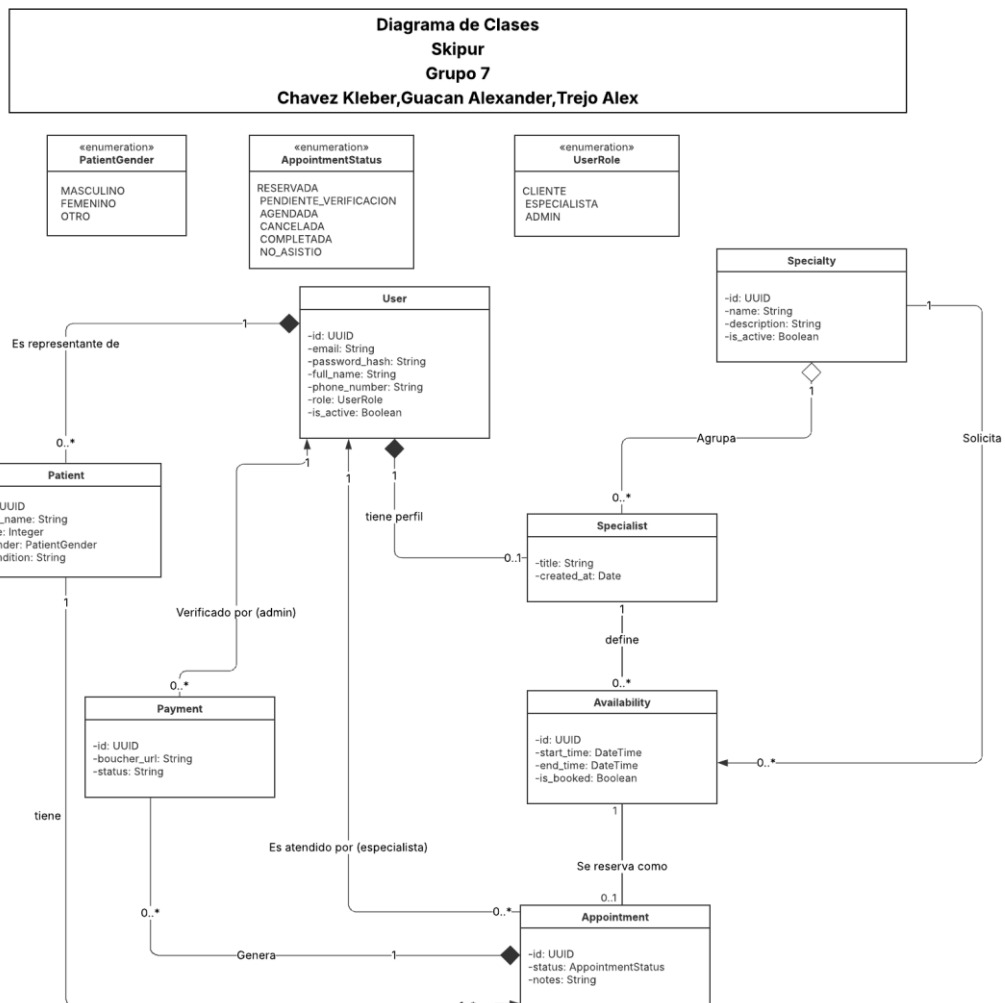 Diagrama de Clases
Skipur
Grupo 7
Chavez Kleber,Guacan Alexander,Trejo Alex
«enumeration»
PatientGender
MASCULINO
FEMENINO
OTRO
«enumeration»
AppointmentStatus
RESERVADA
PENDIENTE_VERIFICACION
AGENDADA
CANCELADA
COMPLETADA
NO_ASISTIO
«enumeration»
UserRole
CLIENTE
ESPECIALISTA
ADMIN
Specialty
-id: UUID
-name: String
-description: String
-is_active: Boolean
1
1
Solicita
User
-id: UUID
-email: String
-password_hash: String
-full_name: String
-phone_number: String
-role: UserRole
-is_active: Boolean
1
Es representante de
0..*
Agrupa
0..*
Patient
UUID
_name: String
: Integer
: PatientGender
: String
1
1
1
1
tiene perfil
0..1
Specialist
-title: String
-created_at: Date
1
define
0..*
Verificado por (admin)
0..*
Payment
-id: UUID
-boucher_url: String
-status: String
Availability
-id: UUID
-start_time: DateTime
-end_time: DateTime
-is_booked: Boolean
0..*
1
tiene
Es atendido por (especialista)
Se reserva como
0..1
0..*
0..*
Genera
1
Appointment
-id: UUID
-status: AppointmentStatus
-notes: String